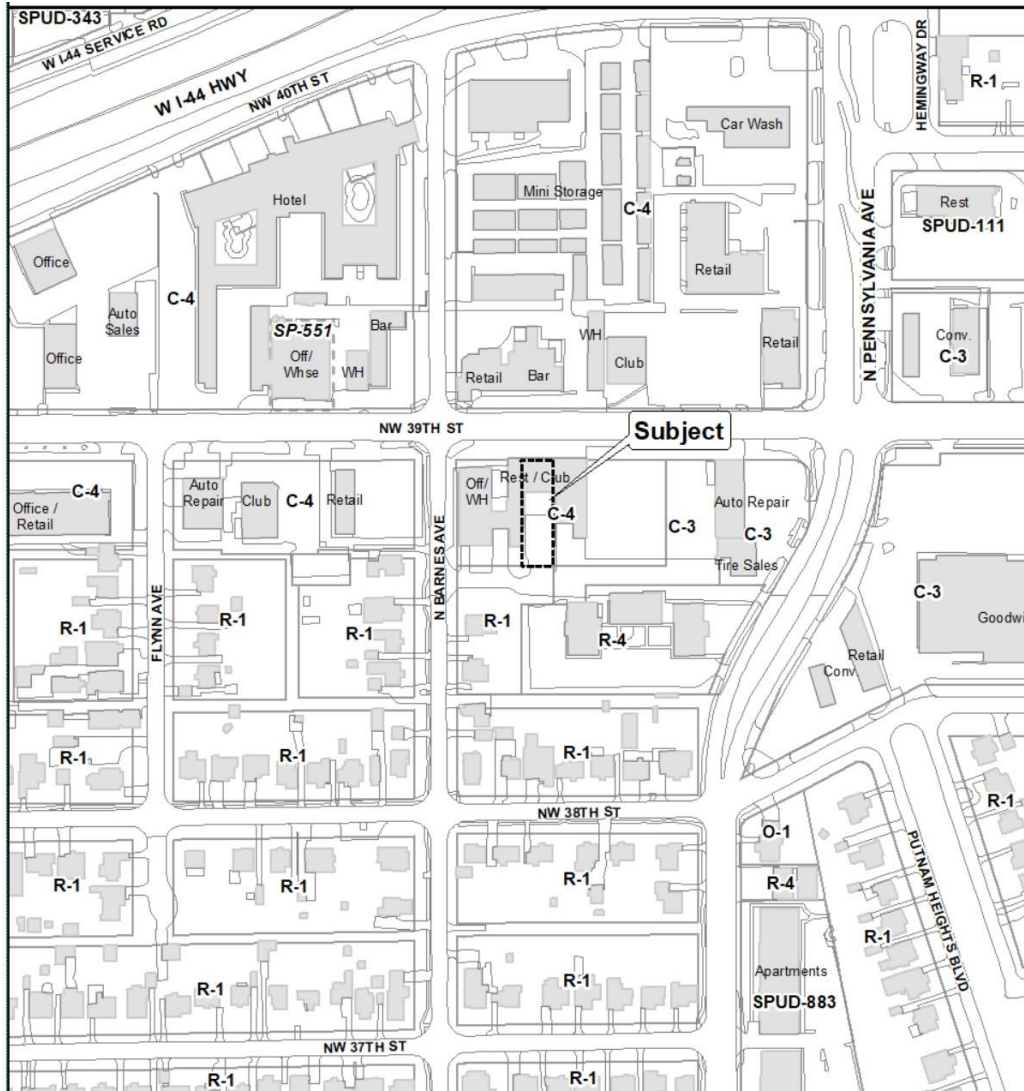 SPUD-343
W I-44 SERVICE RD
W I-44 HWY
NW 40TH ST
HEMINGWAY DR
R-1
Car Wash
Mini Storage
C-4
Hotel
Rest
SPUD-111
N PENNSYLVANIA AVE
Office
Retail
C-4
Auto
Sales
SP-551
Off/
Whse
Bar
WH
Office
WH
Retail
Bar
Club
Retail
Conv.
C-3
NW 39TH ST
Subject
C-4
Office /
Retail
Auto
Repair
Club
C-4
Retail
Off/
WH
Rest / Club
C-4
C-3
Auto Repair
C-3
Tire Sales
N BARNES AVE
FLYNN AVE
R-1
R-1
R-1
R-1
R-4
C-3
Goodwi
Retail
Conv.
R-1
R-1
R-1
R-1
NW 38TH ST
O-1
R-4
PUTNAM HEIGHTS BLVD
R-1
R-1
R-1
R-1
R-1
R-1
Apartments
SPUD-883
NW 37TH ST
R-1
R-1